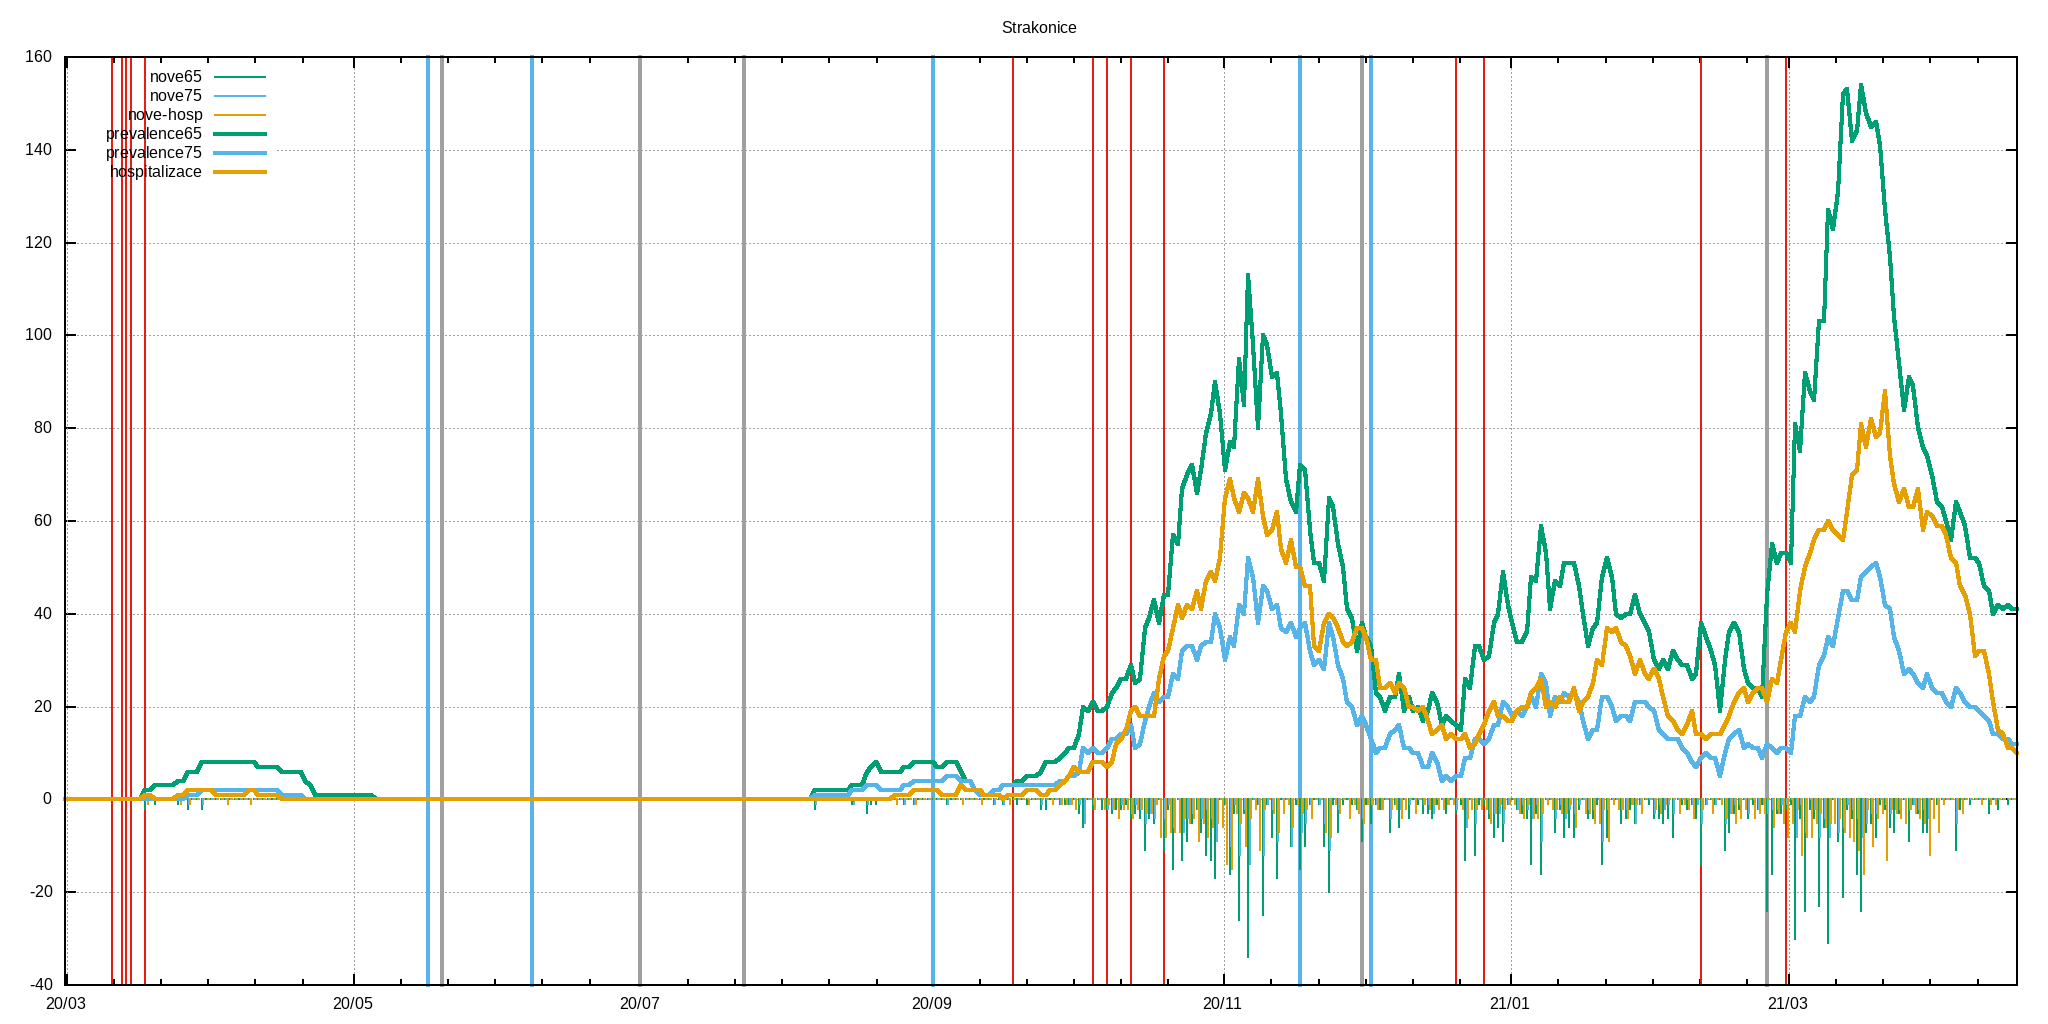 Strakonice
160
140
120
100
80
60
40
20
0
-20
-40
nove65
nove75
nove-hosp
prevalence65
prevalence75
hospitalizace
20/03 20/05 20/07 20/09 20/11 21/01 21/03